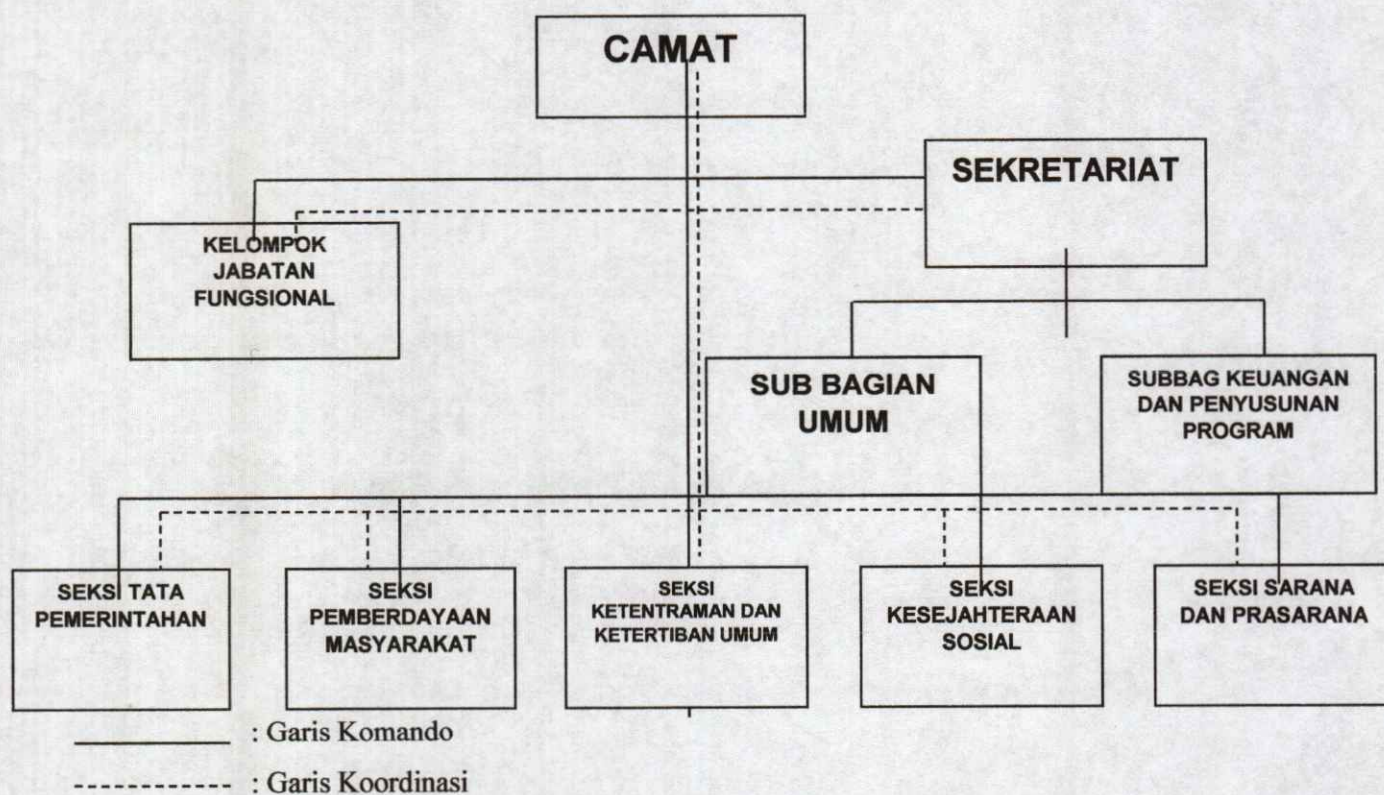 CAMAT
SEKRETARIAT
KELOMPOK
JABATAN
FUNGSIONAL
SUB BAGIAN
UMUM
SUBBAG KEUANGAN
DAN PENYUSUNAN
PROGRAM
SEKSI TATA
PEMERINTAHAN
SEKSI
PEMBERDAYAAN
MASYARAKAT
SEKSI
KETENTRAMAN DAN
KETERTIBAN UMUM
SEKSI
KESEJAHTERAAN
SOSIAL
SEKSI SARANA
DAN PRASARANA
: Garis Komando
: Garis Koordinasi